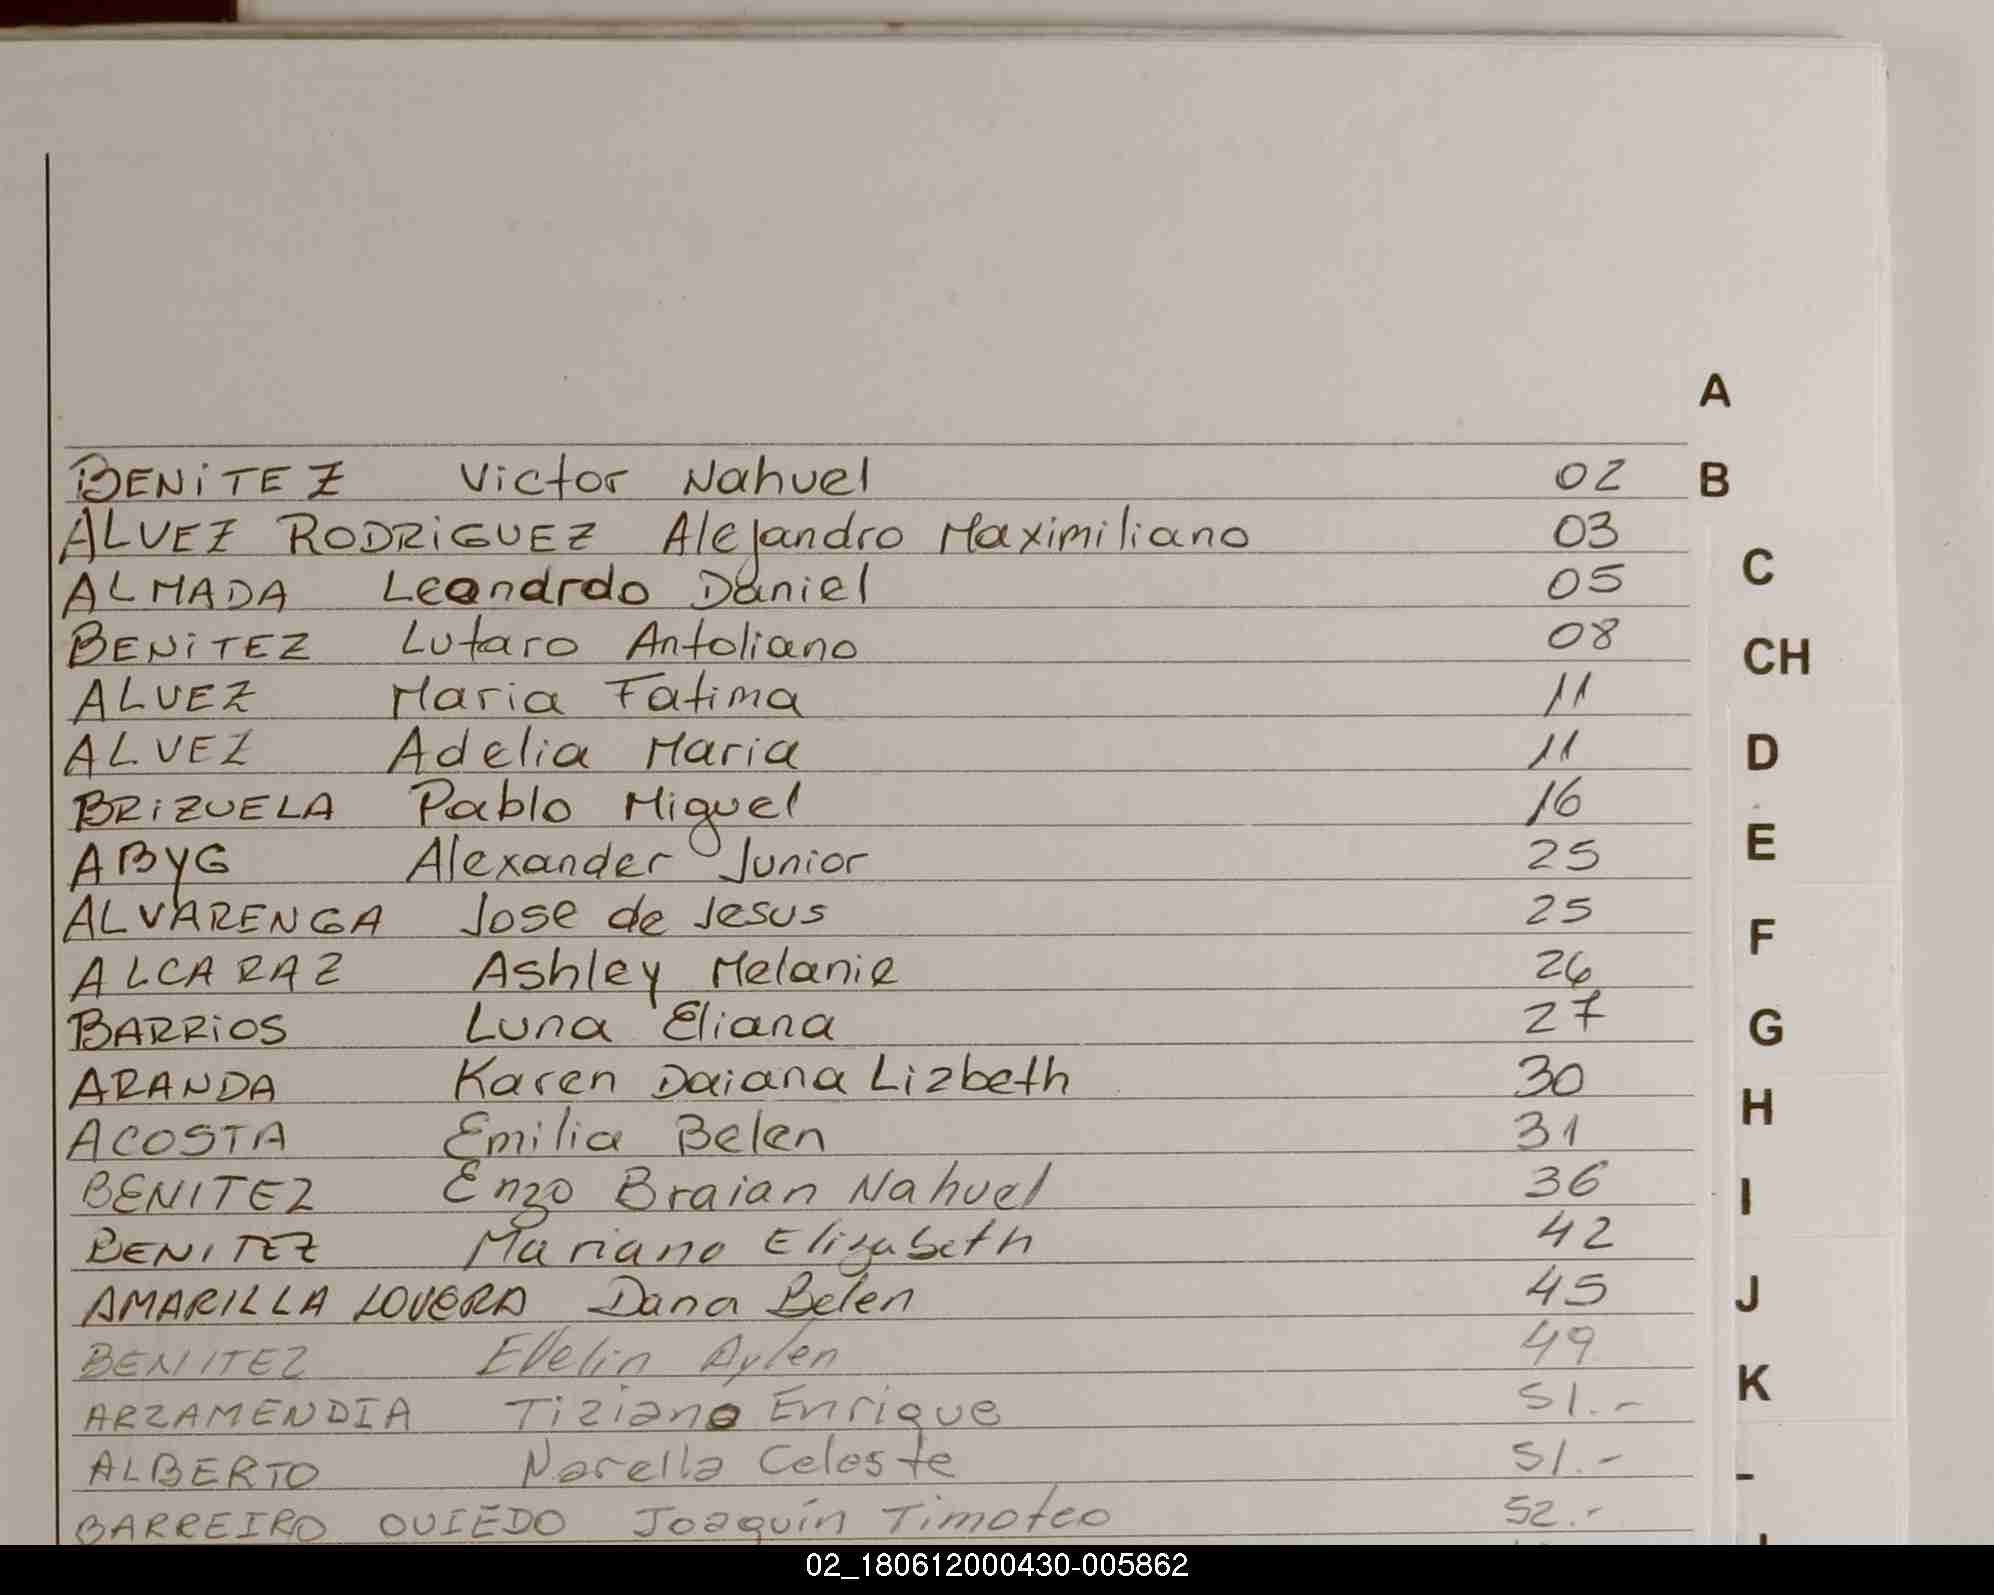 A
BENITEZ Victor Nahuel 02 B
ALVEZ RODRIGUEZ Alejandro Maximiliano 03
ALMADA Leandrdo Daniel 05 C
BENITEZ Lutaro Antoliano 08 CH
ALVEZ Maria Fatima 11
ALVEZ Adelia Maria 11 D
BRIZUELA Pablo Miguel 16
ABYG Alexander Junior 25 E
ALVARENGA Jose de Jesus 25 F
ALCARAZ Ashley Melanie 26
BARRIOS Luna Eliana 27 G
ARANDA Karen Daiana Lizbeth 30
ACOSTA Emilia Belen 31 H
BENITEZ Enzo Braian Nahuel 36 I
BENITEZ Mariano Elizabeth 42
AMARILLA LOVERA Dana Belen 45 J
BENITEZ Evelin Aylen 49
ARZAMENDIA Tiziano Enrique 51.- K
ALBERTO Narella Celeste 51.-
BARREIRO OVIEDO Joaquín Timoteo 52.-
02_180612000430-005862